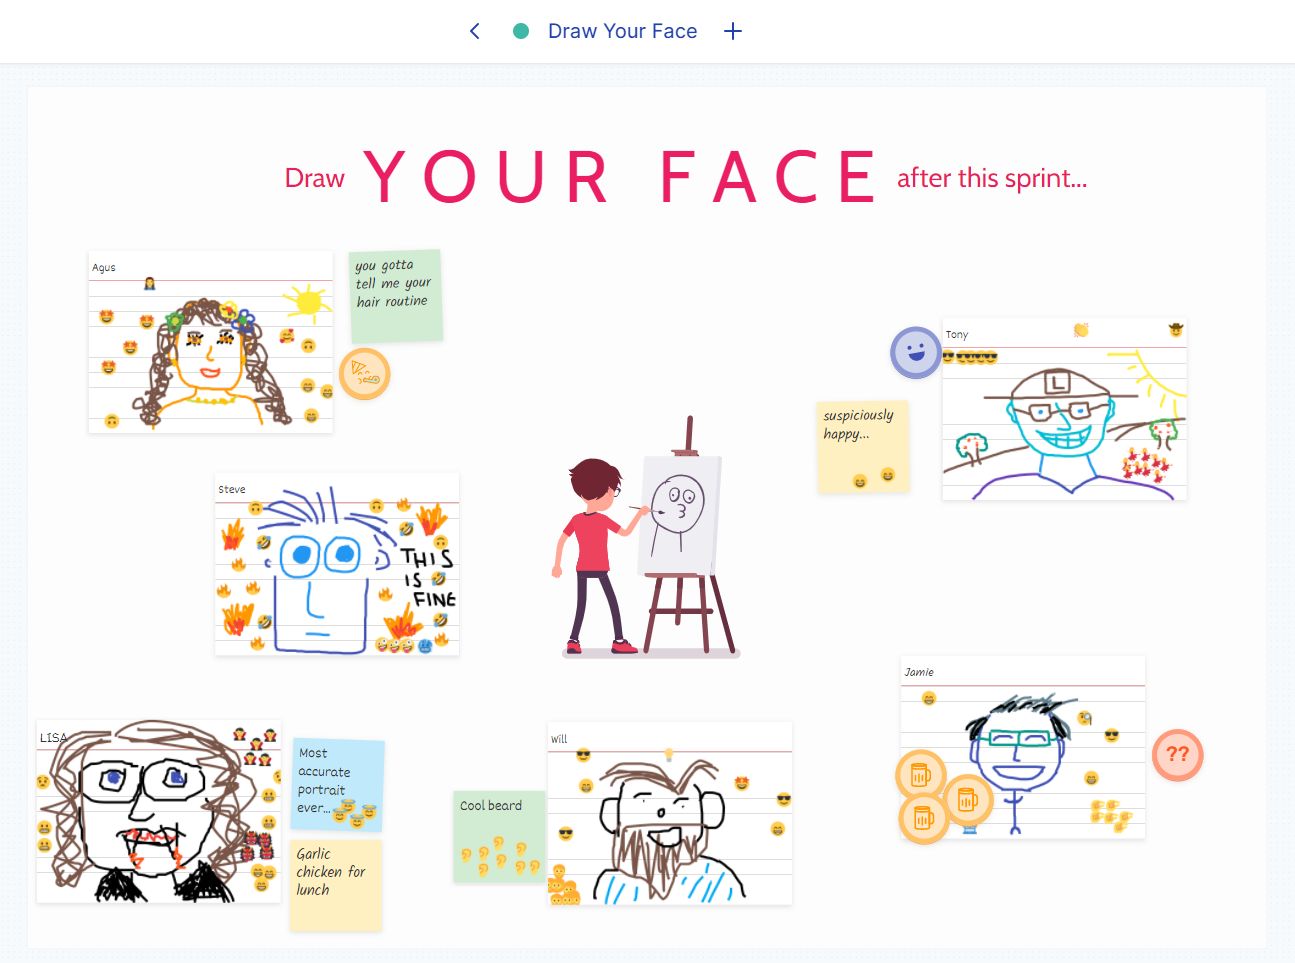 Draw Your Face
Draw YOUR FACE after this sprint...
Agus
you gotta
tell me your
hair routine
Tony
L
suspiciously
happy...
Steve
THIS
IS
FINE
Jamie
??
LISA
Most
accurate
portrait
ever...
Garlic
chicken for
lunch
Will
Cool beard